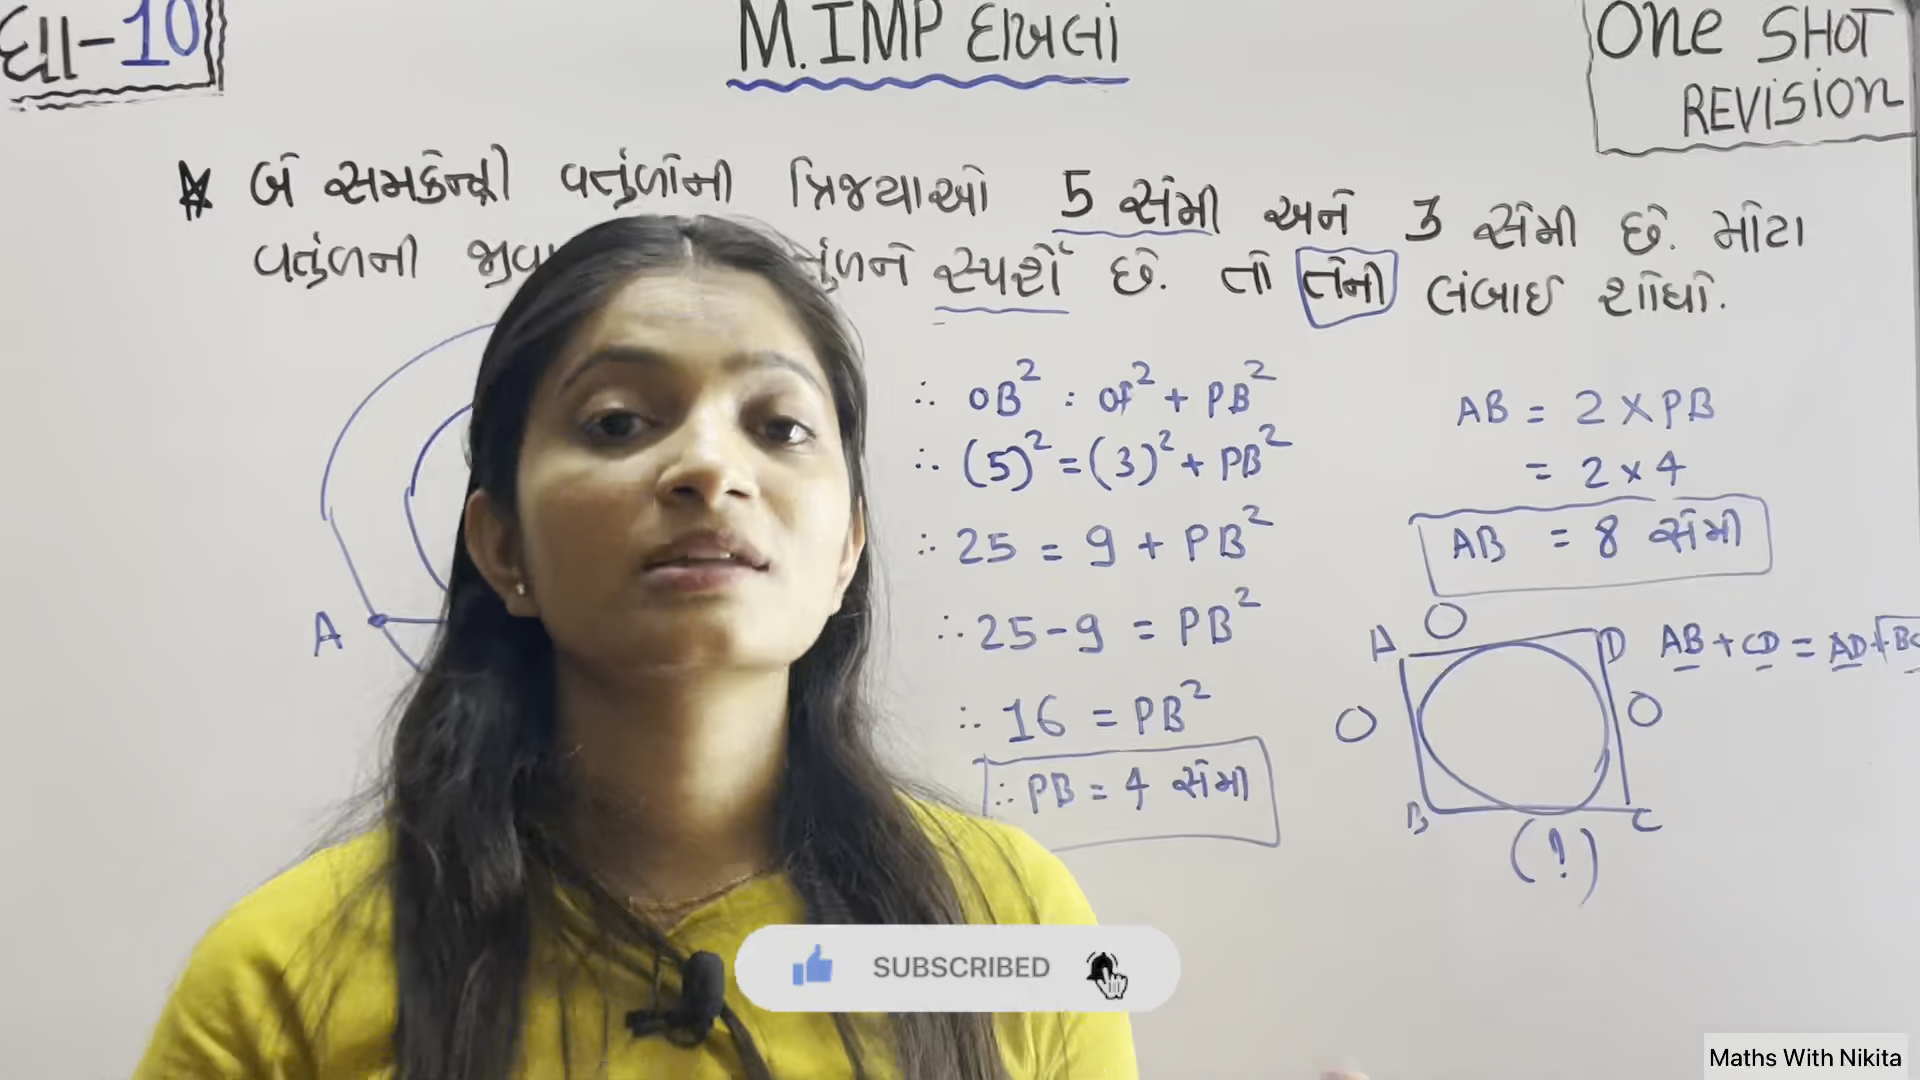 ધા-10
M.IMP દાખલાં
One SHOT
REVISION
બે સમકેન્દ્રી વર્તુળોની ત્રિજ્યાઓ 5 સેમી અને 3 સેમી છે. મોટા
વર્તુળની છે. તો તેની લંબાઈ શોધો.
સ્પર્શે
∴ OB² = OP² + PB²
∴ (5)² = (3)² + PB²
∴ 25 = 9 + PB²
∴ 25-9 = PB²
∴ 16 = PB²
∴ PB = 4 સેમી
AB = 2 X PB
= 2 x 4
AB = 8 સેમી
A
A D
B C
(?)
AB + CD = AD + BC
SUBSCRIBED
Maths With Nikita